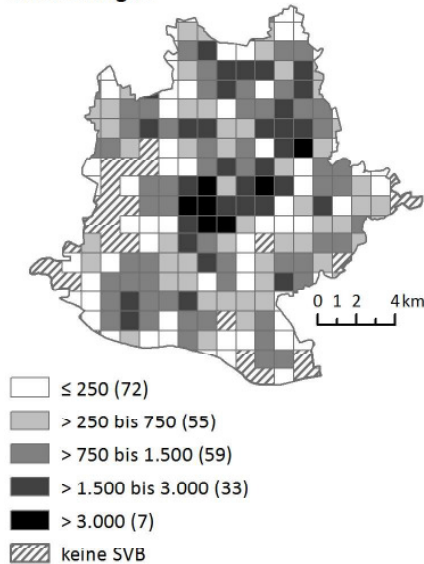 0 1 2 4 km
≤ 250 (72)
> 250 bis 750 (55)
> 750 bis 1.500 (59)
> 1.500 bis 3.000 (33)
> 3.000 (7)
keine SVB